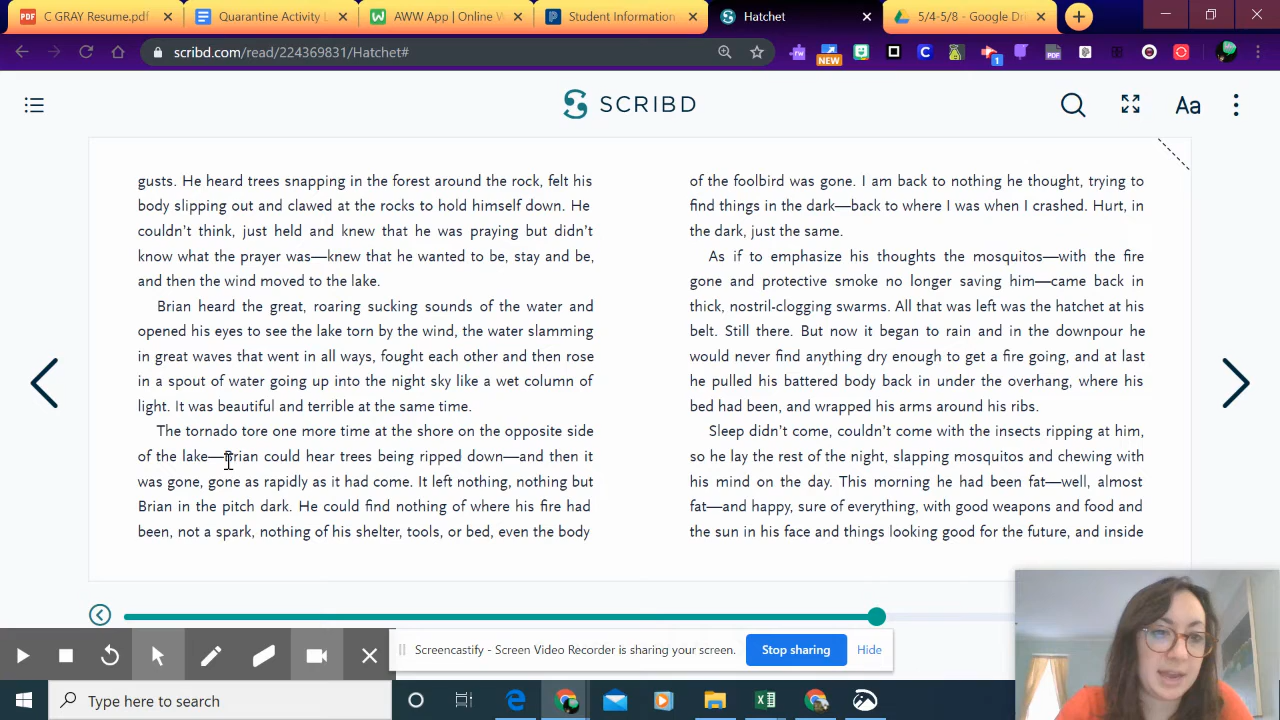 C GRAY Resume.pdf
Quarantine Activity L
AWW App | Online W
Student Information
Hatchet
5/4-5/8 - Google Dri
scribd.com/read/224369831/Hatchet#
NEW
1
PDF
SCRIBD
Aa
gusts. He heard trees snapping in the forest around the rock, felt his
body slipping out and clawed at the rocks to hold himself down. He
couldn't think, just held and knew that he was praying but didn't
know what the prayer was—knew that he wanted to be, stay and be,
and then the wind moved to the lake.
Brian heard the great, roaring sucking sounds of the water and
opened his eyes to see the lake torn by the wind, the water slamming
in great waves that went in all ways, fought each other and then rose
in a spout of water going up into the night sky like a wet column of
light. It was beautiful and terrible at the same time.
The tornado tore one more time at the shore on the opposite side
of the lake—Brian could hear trees being ripped down—and then it
was gone, gone as rapidly as it had come. It left nothing, nothing but
Brian in the pitch dark. He could find nothing of where his fire had
been, not a spark, nothing of his shelter, tools, or bed, even the body
of the foolbird was gone. I am back to nothing he thought, trying to
find things in the dark—back to where I was when I crashed. Hurt, in
the dark, just the same.
As if to emphasize his thoughts the mosquitos—with the fire
gone and protective smoke no longer saving him—came back in
thick, nostril-clogging swarms. All that was left was the hatchet at his
belt. Still there. But now it began to rain and in the downpour he
would never find anything dry enough to get a fire going, and at last
he pulled his battered body back in under the overhang, where his
bed had been, and wrapped his arms around his ribs.
Sleep didn't come, couldn't come with the insects ripping at him,
so he lay the rest of the night, slapping mosquitos and chewing with
his mind on the day. This morning he had been fat—well, almost
fat—and happy, sure of everything, with good weapons and food and
the sun in his face and things looking good for the future, and inside
Screencastify - Screen Video Recorder is sharing your screen.
Stop sharing
Hide
Type here to search